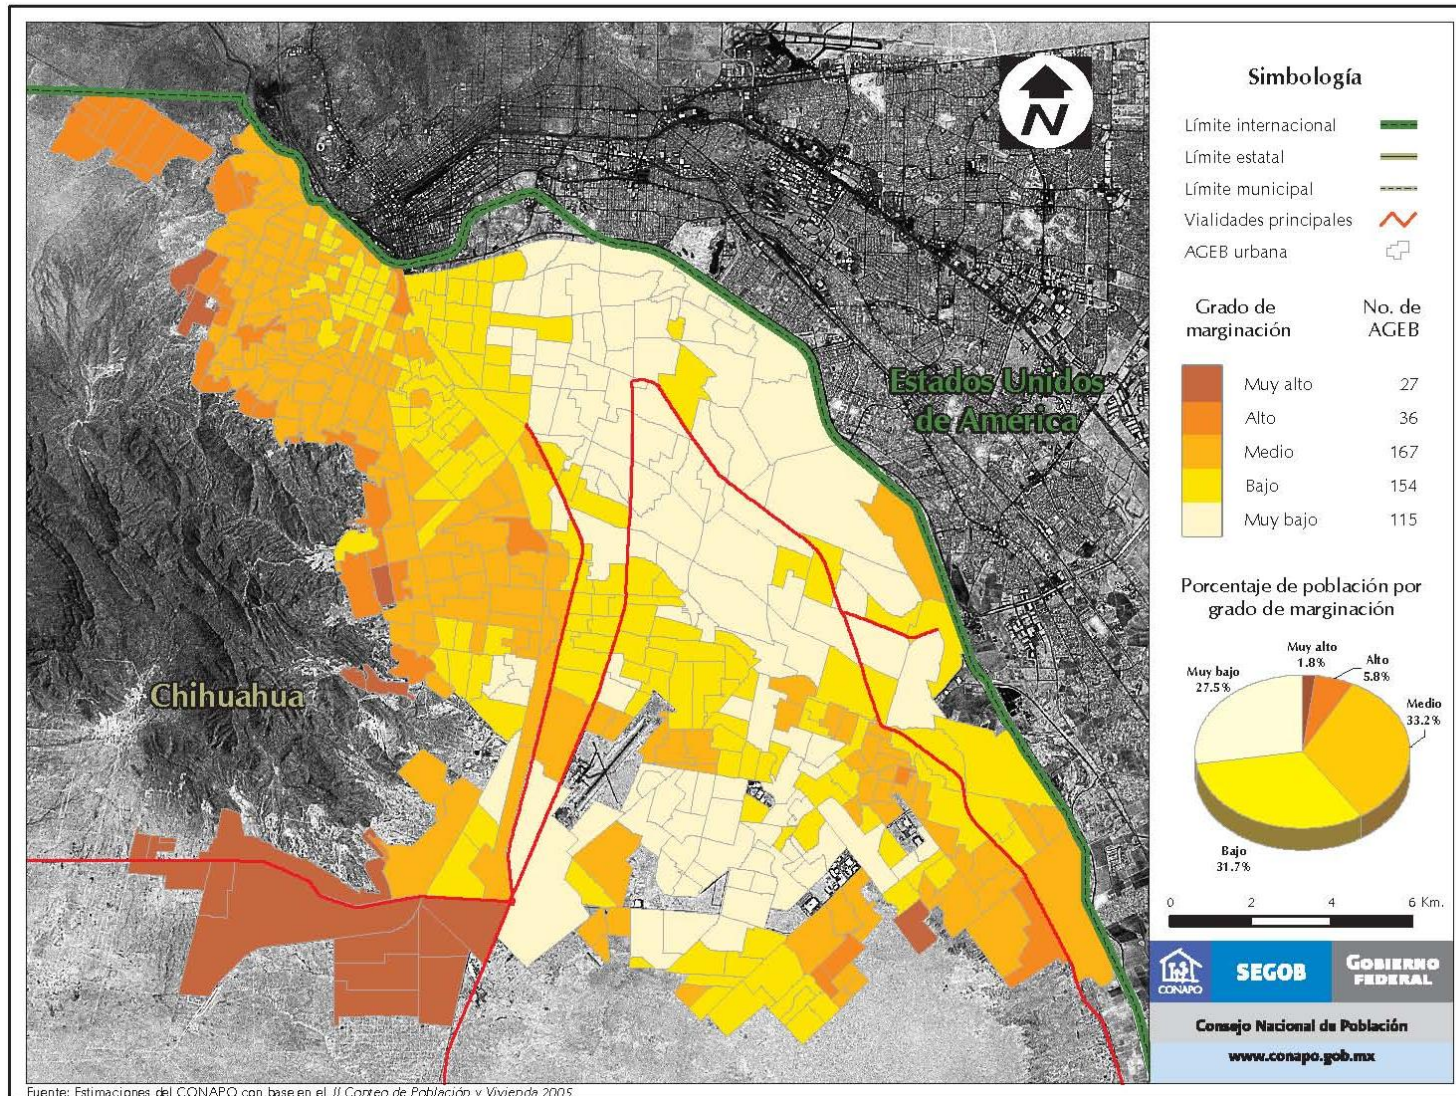 N
Estados Unidos
de América
Chihuahua
Simbología
Límite internacional
Límite estatal
Límite municipal
Vialidades principales
AGEB urbana
Grado de marginación
No. de AGEB
Muy alto 27
Alto 36
Medio 167
Bajo 154
Muy bajo 115
Porcentaje de población por
grado de marginación
Muy alto
1.8%
Alto
5.8%
Medio
33.2%
Bajo
31.7%
Muy bajo
27.5%
0 2 4 6 Km.
CONAPO
SEGOB
GOBIERNO
FEDERAL
Consejo Nacional de Población
www.conapo.gob.mx
Fuente: Estimaciones del CONAPO con base en el II Conteo de Población y Vivienda 2005